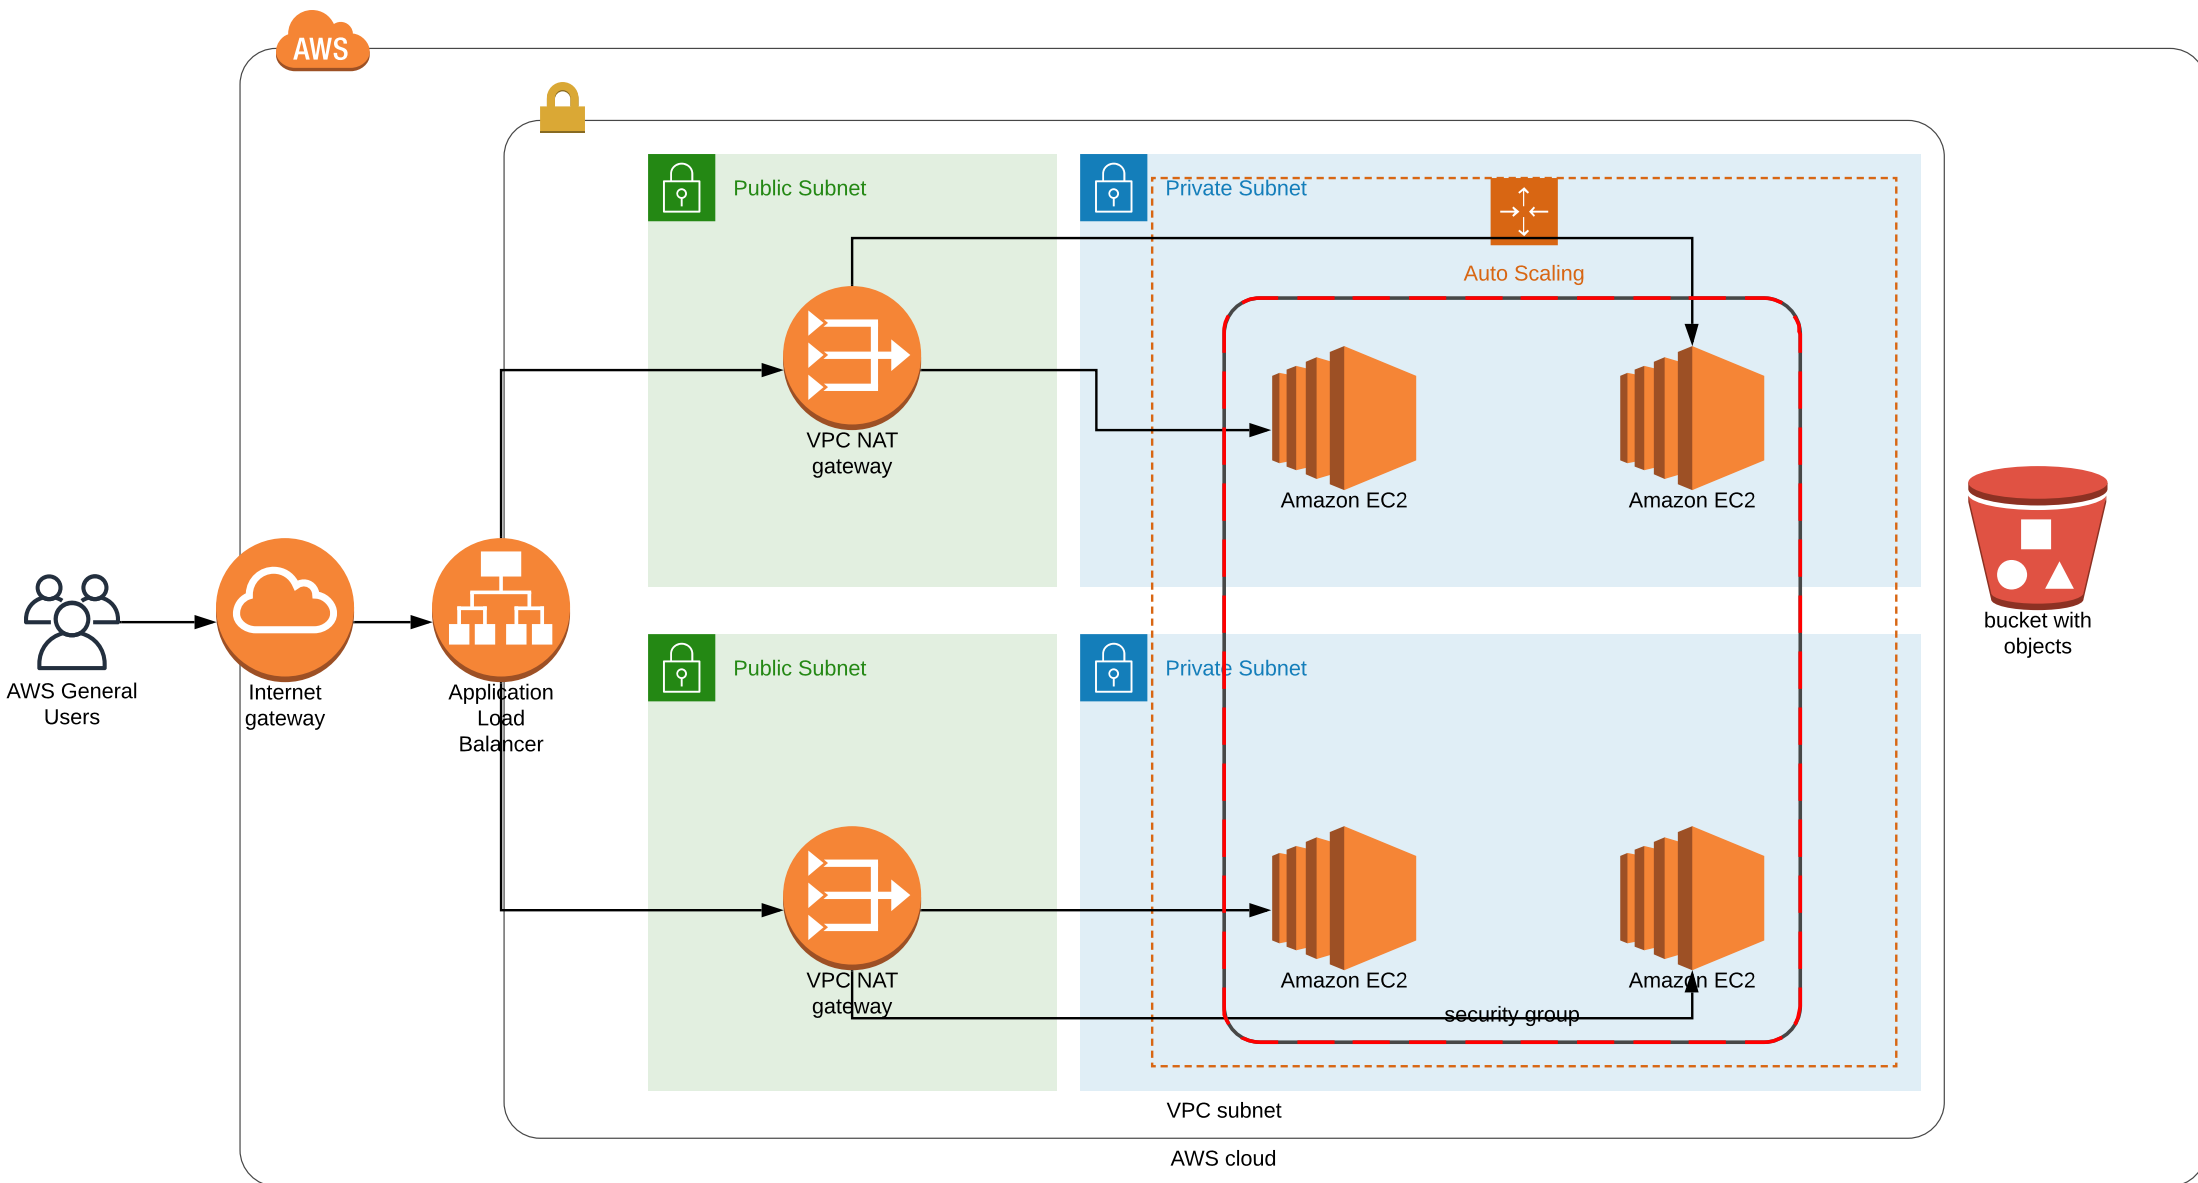 AWS
Public Subnet
Private Subnet
Auto Scaling
VPC NAT
gateway
Amazon EC2
Amazon EC2
AWS General
Users
Internet
gateway
Application
Load
Balancer
bucket with
objects
Public Subnet
Private Subnet
VPC NAT
gateway
Amazon EC2
Amazon EC2
security group
VPC subnet
AWS cloud